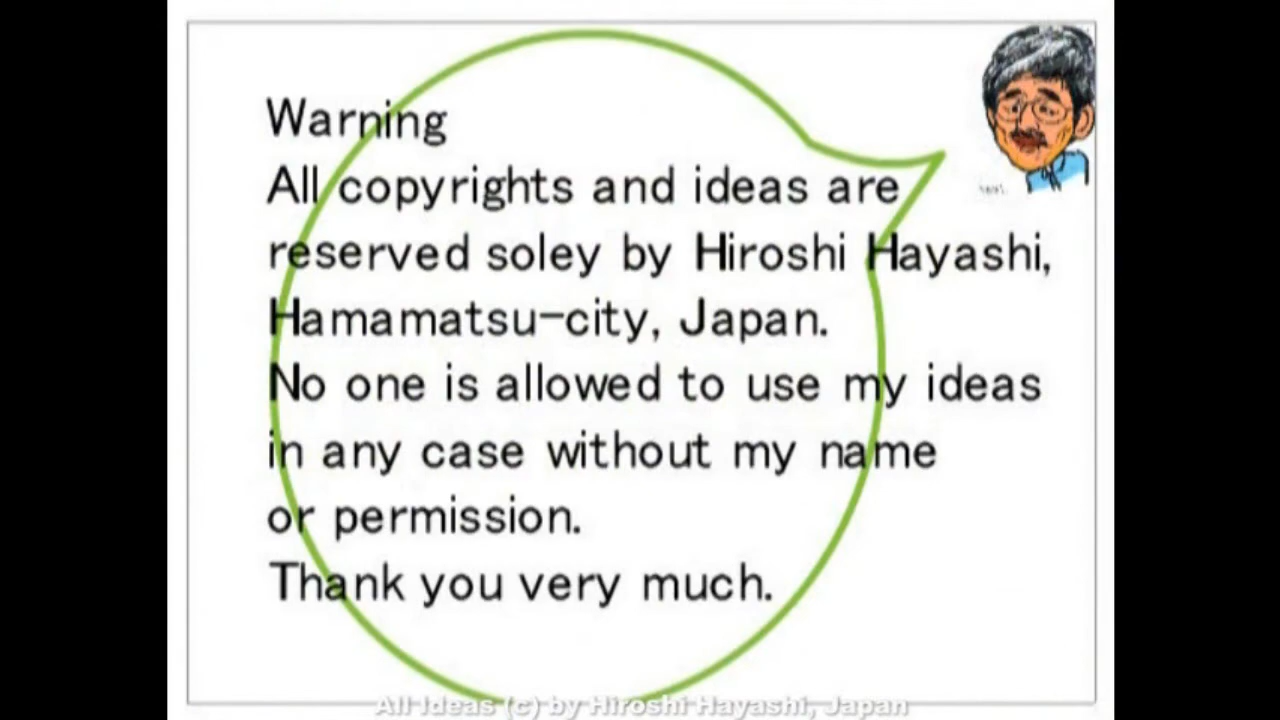 Warning
All copyrights and ideas are
reserved soley by Hiroshi Hayashi,
Hamamatsu-city, Japan.
No one is allowed to use my ideas
in any case without my name
or permission.
Thank you very much.
All Ideas (c) by Hiroshi Hayashi, Japan